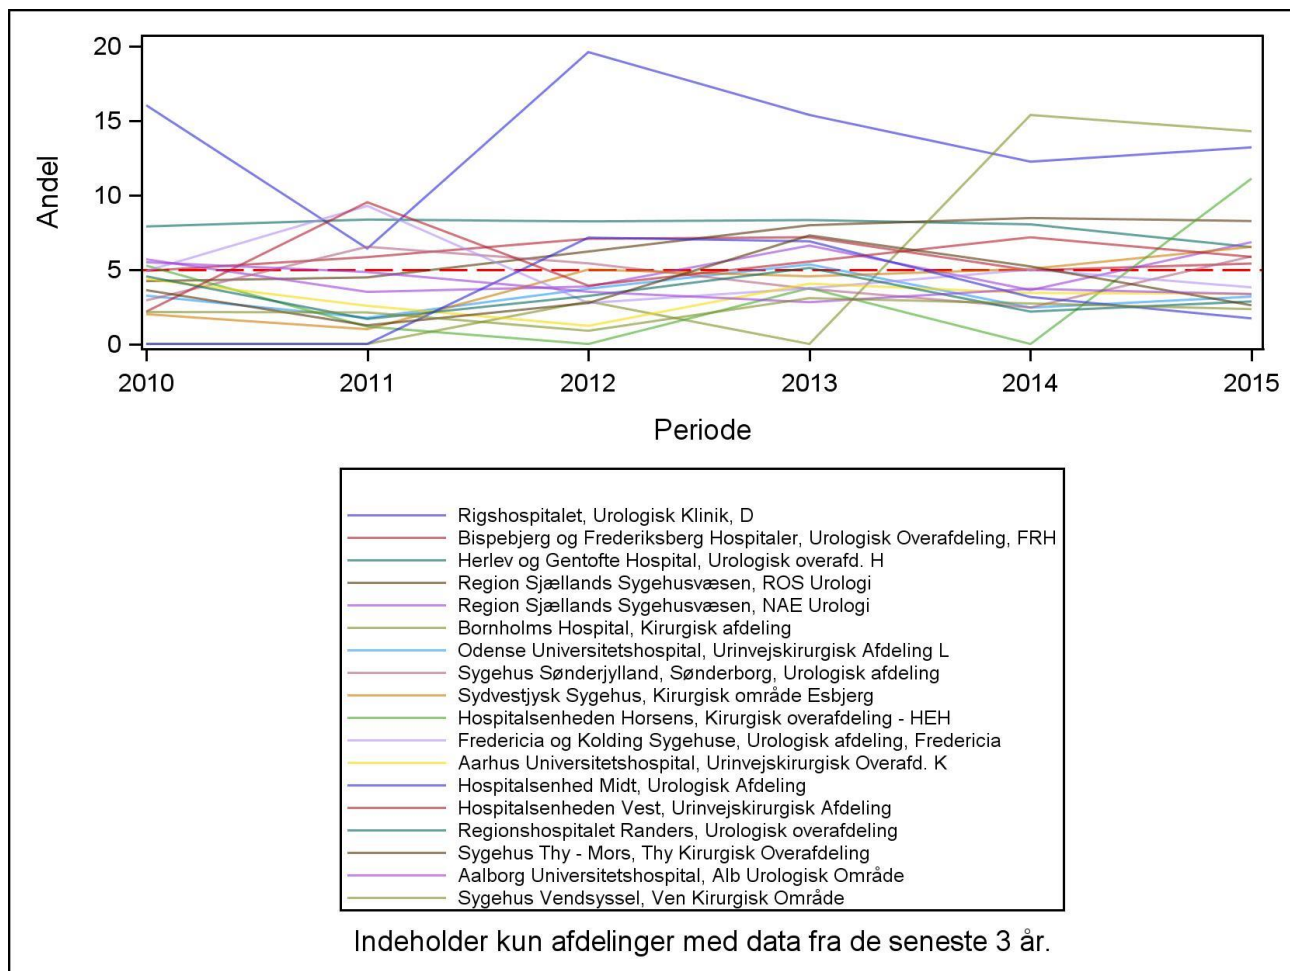 20
15
10
5
0
Andel
2010 2011 2012 2013 2014 2015
Periode
Rigshospitalet, Urologisk Klinik, D
Bispebjerg og Frederiksberg Hospitaler, Urologisk Overafdeling, FRH
Herlev og Gentofte Hospital, Urologisk overafd. H
Region Sjællands Sygehusvæsen, ROS Urologi
Region Sjællands Sygehusvæsen, NAE Urologi
Bornholms Hospital, Kirurgisk afdeling
Odense Universitetshospital, Urinvejskirurgisk Afdeling L
Sygehus Sønderjylland, Sønderborg, Urologisk afdeling
Sydvestjysk Sygehus, Kirurgisk område Esbjerg
Hospitalsenheden Horsens, Kirurgisk overafdeling - HEH
Fredericia og Kolding Sygehuse, Urologisk afdeling, Fredericia
Aarhus Universitetshospital, Urinvejskirurgisk Overafd. K
Hospitalsenhed Midt, Urologisk Afdeling
Hospitalsenheden Vest, Urinvejskirurgisk Afdeling
Regionshospitalet Randers, Urologisk overafdeling
Sygehus Thy - Mors, Thy Kirurgisk Overafdeling
Aalborg Universitetshospital, Alb Urologisk Område
Sygehus Vendsyssel, Ven Kirurgisk Område
Indeholder kun afdelinger med data fra de seneste 3 år.